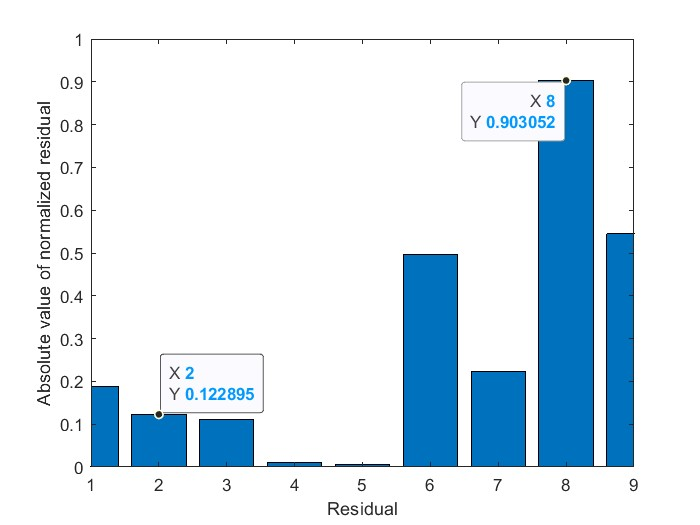 1
0.9
0.8
0.7
0.6
0.5
0.4
0.3
0.2
0.1
0
Absolute value of normalized residual
X 8
Y 0.903052
X 2
Y 0.122895
1 2 3 4 5 6 7 8 9
Residual